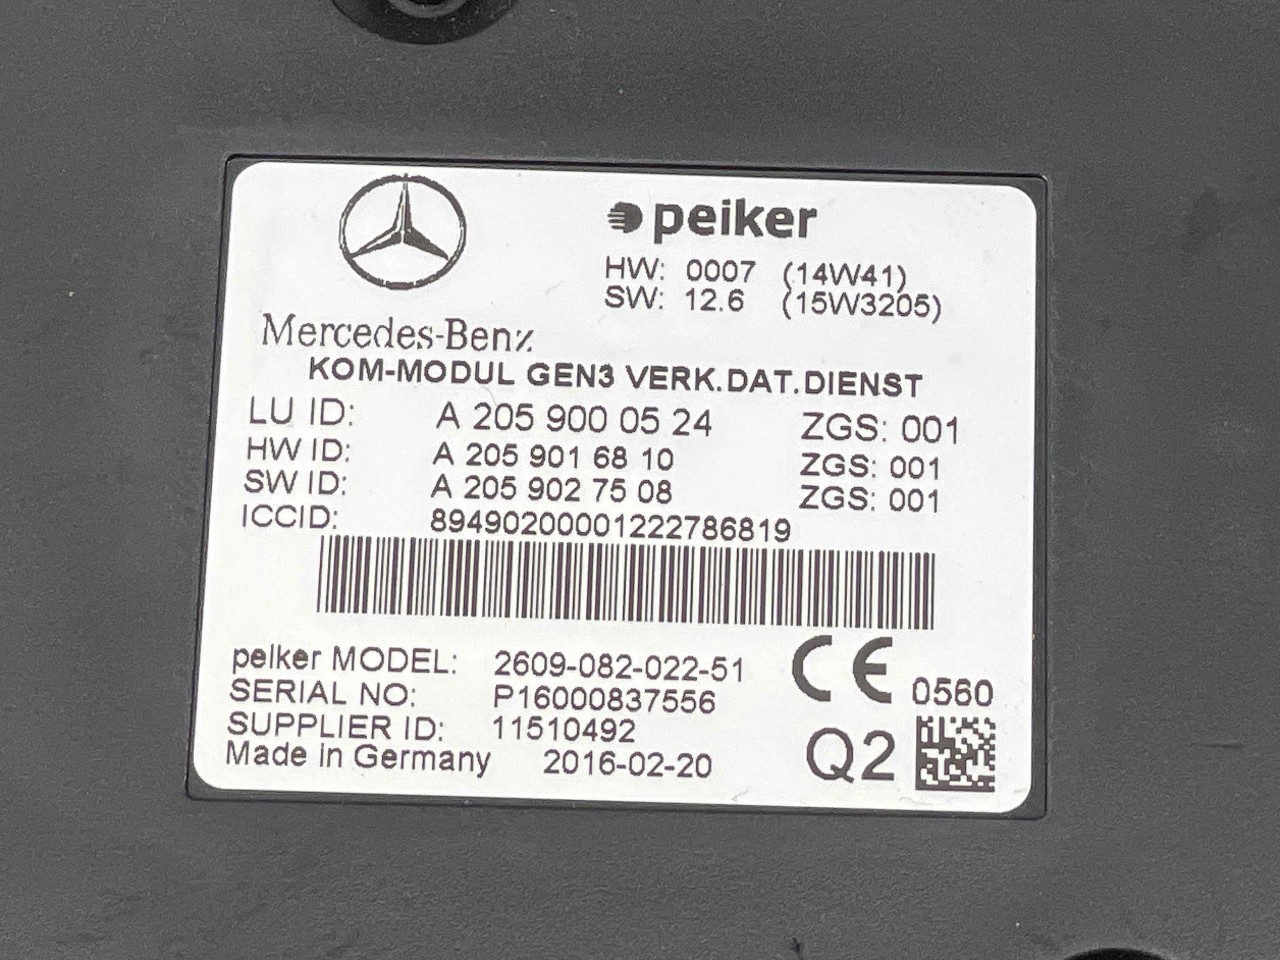 peiker
HW: 0007 (14W41)
SW: 12.6 (15W3205)
Mercedes-Benz
KOM-MODUL GEN3 VERK.DAT.DIENST
LU ID: A 205 900 05 24 ZGS: 001
HW ID: A 205 901 68 10 ZGS: 001
SW ID: A 205 902 75 08 ZGS: 001
ICCID: 89490200001222786819
peiker MODEL: 2609-082-022-51
CE 0560
SERIAL NO: P16000837556
SUPPLIER ID: 11510492
Made in Germany 2016-02-20
Q2